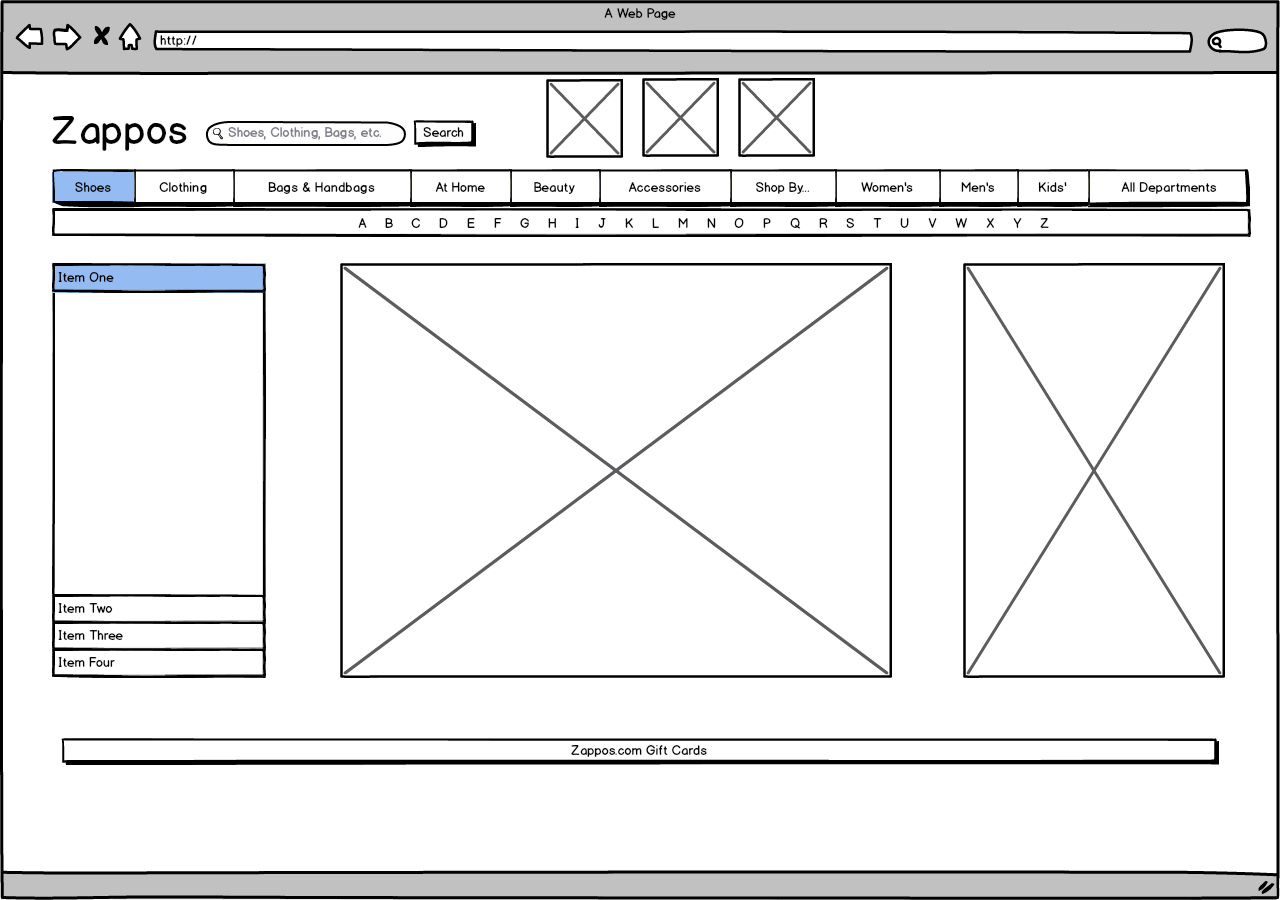 A Web Page
http://
Zappos
Shoes, Clothing, Bags, etc.
Search
Shoes Clothing Bags & Handbags At Home Beauty Accessories Shop By... Women's Men's Kids' All Departments
A B C D E F G H I J K L M N O P Q R S T U V W X Y Z
Item One
Item Two
Item Three
Item Four
Zappos.com Gift Cards